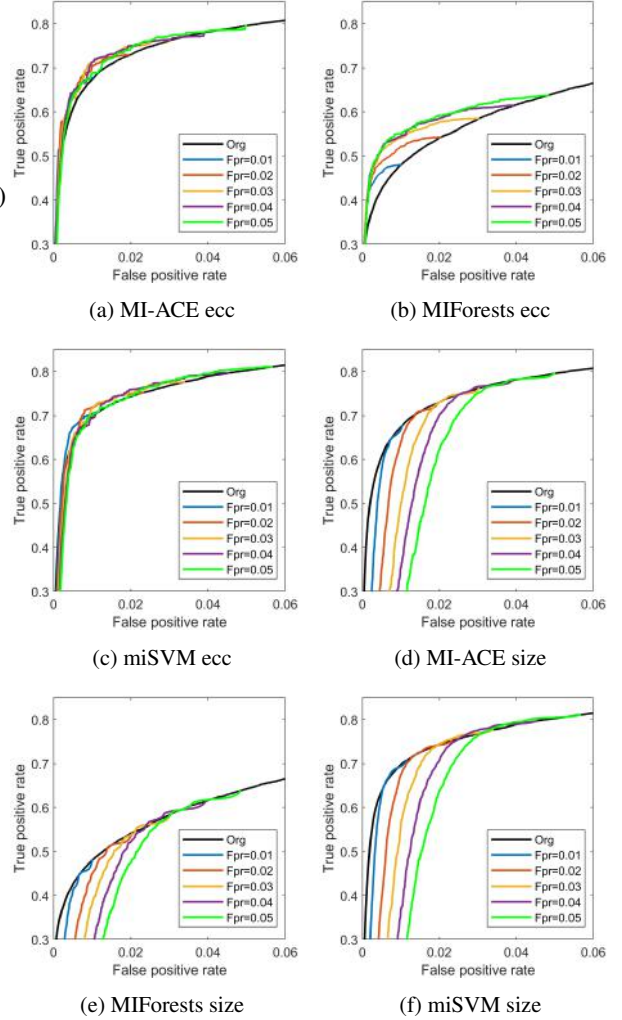 0.8
0.7
0.6
0.5
0.4
0.3
True positive rate
Org
Fpr=0.01
Fpr=0.02
Fpr=0.03
Fpr=0.04
Fpr=0.05
0 0.02 0.04 0.06
False positive rate
(a) MI-ACE ecc
0.8
0.7
0.6
0.5
0.4
0.3
True positive rate
Org
Fpr=0.01
Fpr=0.02
Fpr=0.03
Fpr=0.04
Fpr=0.05
0 0.02 0.04 0.06
False positive rate
(b) MIForests ecc
)
0.8
0.7
0.6
0.5
0.4
0.3
True positive rate
Org
Fpr=0.01
Fpr=0.02
Fpr=0.03
Fpr=0.04
Fpr=0.05
0 0.02 0.04 0.06
False positive rate
(c) miSVM ecc
0.8
0.7
0.6
0.5
0.4
0.3
True positive rate
Org
Fpr=0.01
Fpr=0.02
Fpr=0.03
Fpr=0.04
Fpr=0.05
0 0.02 0.04 0.06
False positive rate
(d) MI-ACE size
0.8
0.7
0.6
0.5
0.4
0.3
True positive rate
Org
Fpr=0.01
Fpr=0.02
Fpr=0.03
Fpr=0.04
Fpr=0.05
0 0.02 0.04 0.06
False positive rate
(e) MIForests size
0.8
0.7
0.6
0.5
0.4
0.3
True positive rate
Org
Fpr=0.01
Fpr=0.02
Fpr=0.03
Fpr=0.04
Fpr=0.05
0 0.02 0.04 0.06
False positive rate
(f) miSVM size